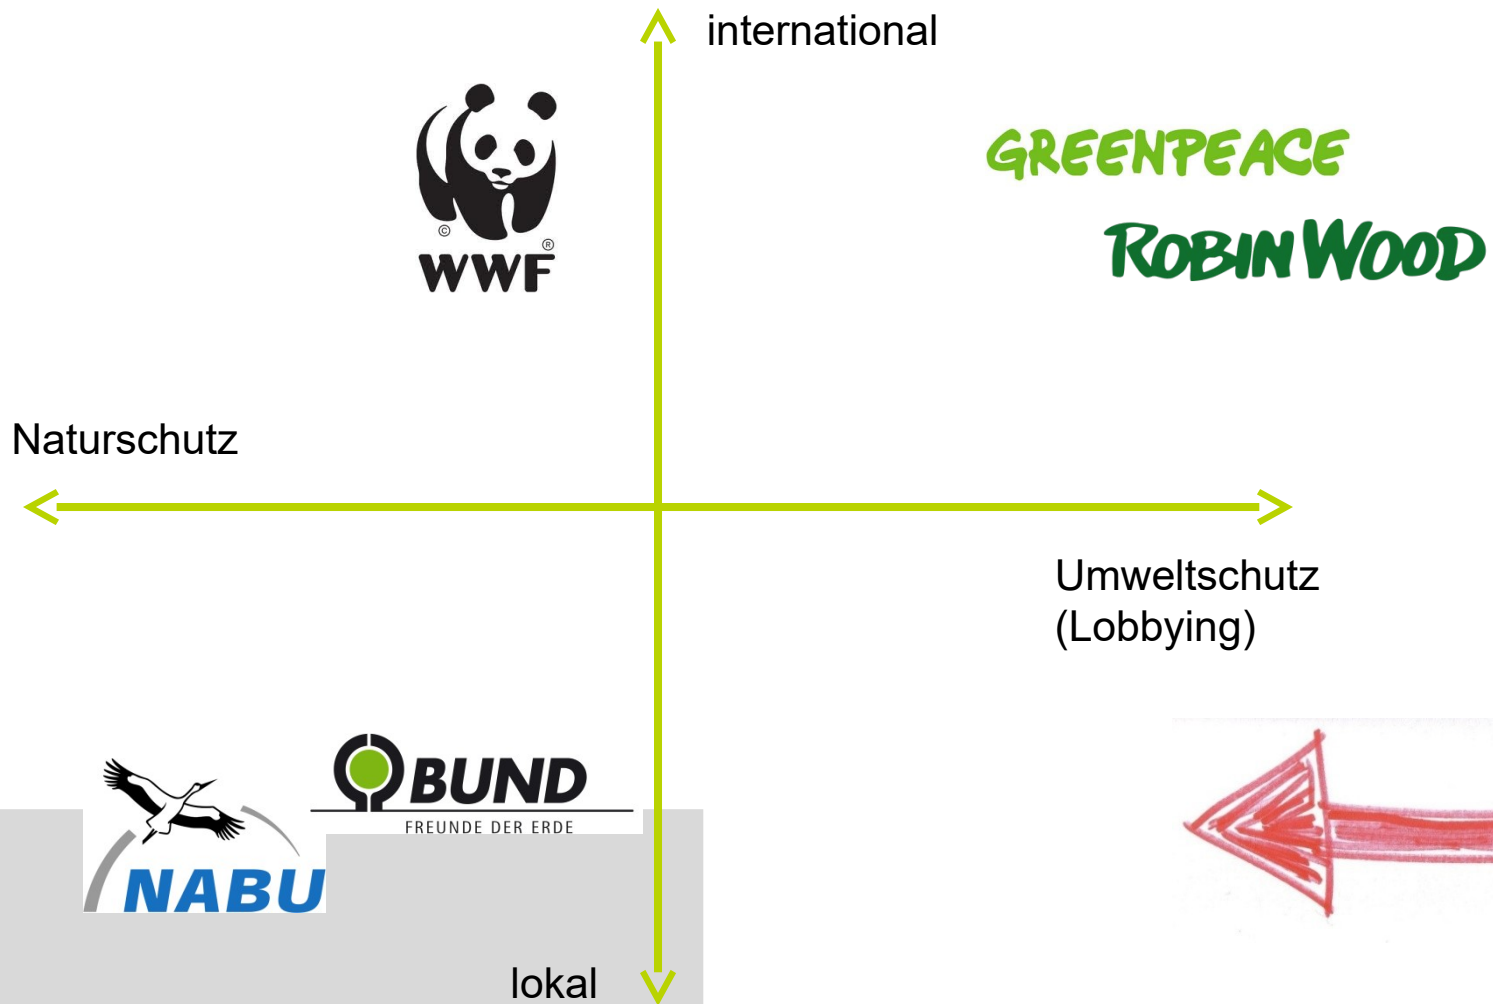 international
©
®
WWF
GREENPEACE
ROBIN WOOD
Naturschutz
Umweltschutz
(Lobbying)
BUND
FREUNDE DER ERDE
NABU
lokal